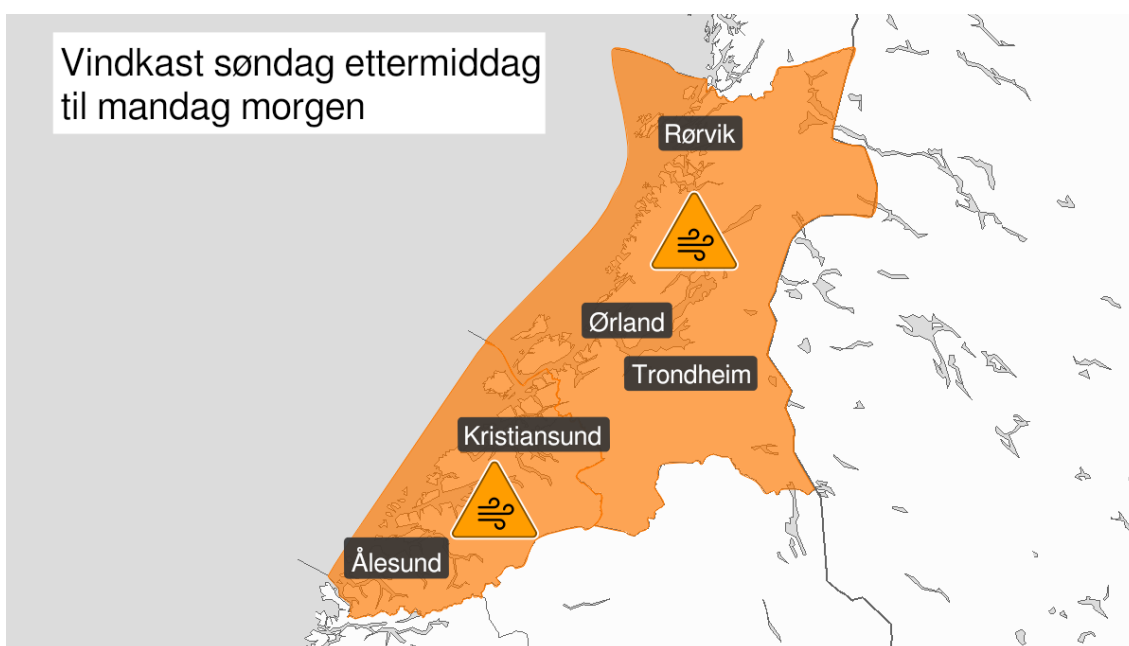 Vindkast søndag ettermiddag
til mandag morgen
Rørvik
Ørland
Trondheim
Kristiansund
Ålesund